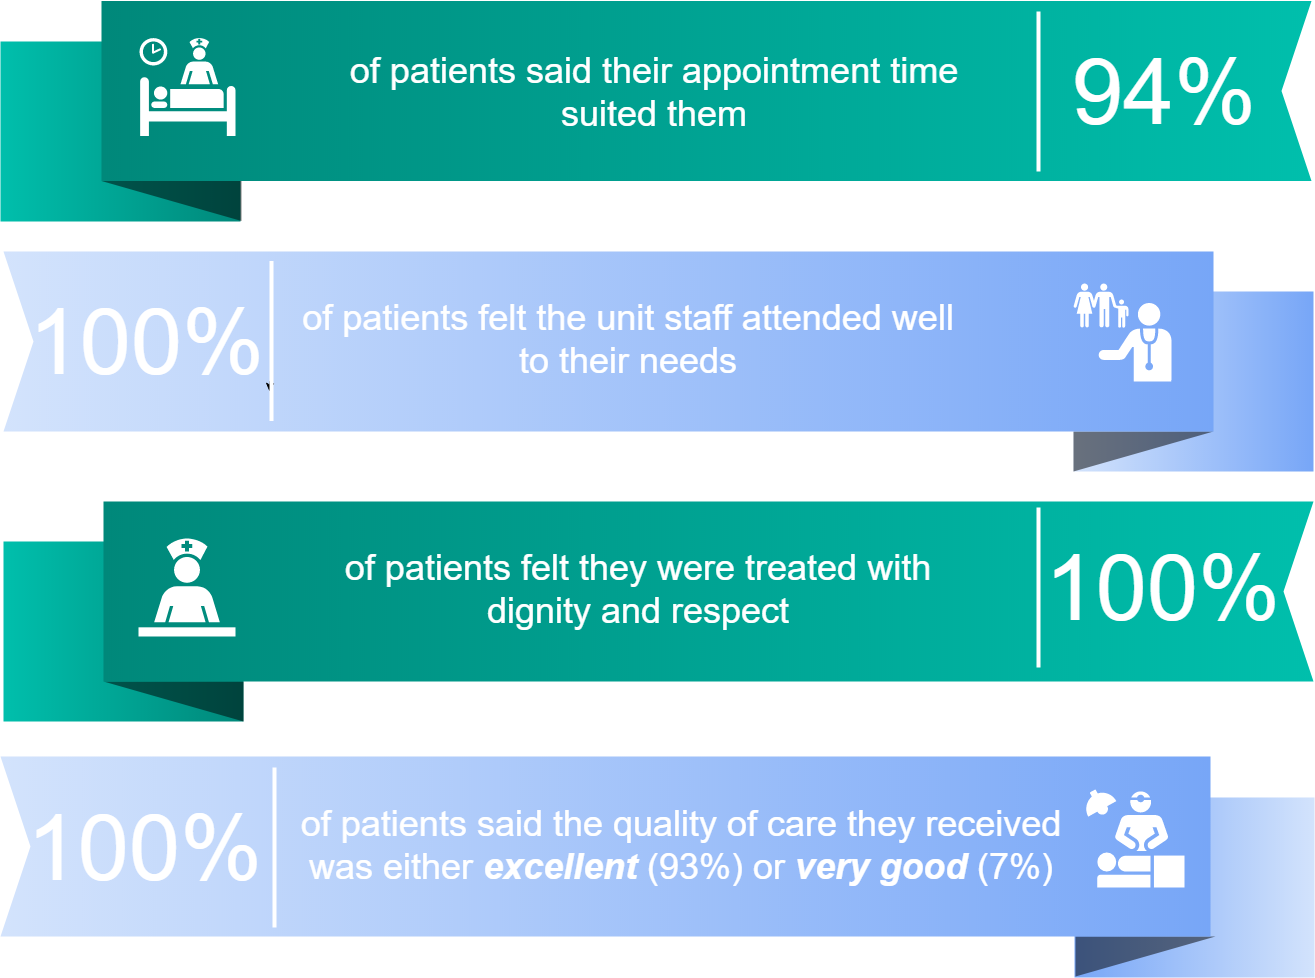 of patients said their appointment time
suited them
94%
100%
of patients felt the unit staff attended well
to their needs
of patients felt they were treated with
dignity and respect
100%
100%
of patients said the quality of care they received
was either excellent (93%) or very good (7%)